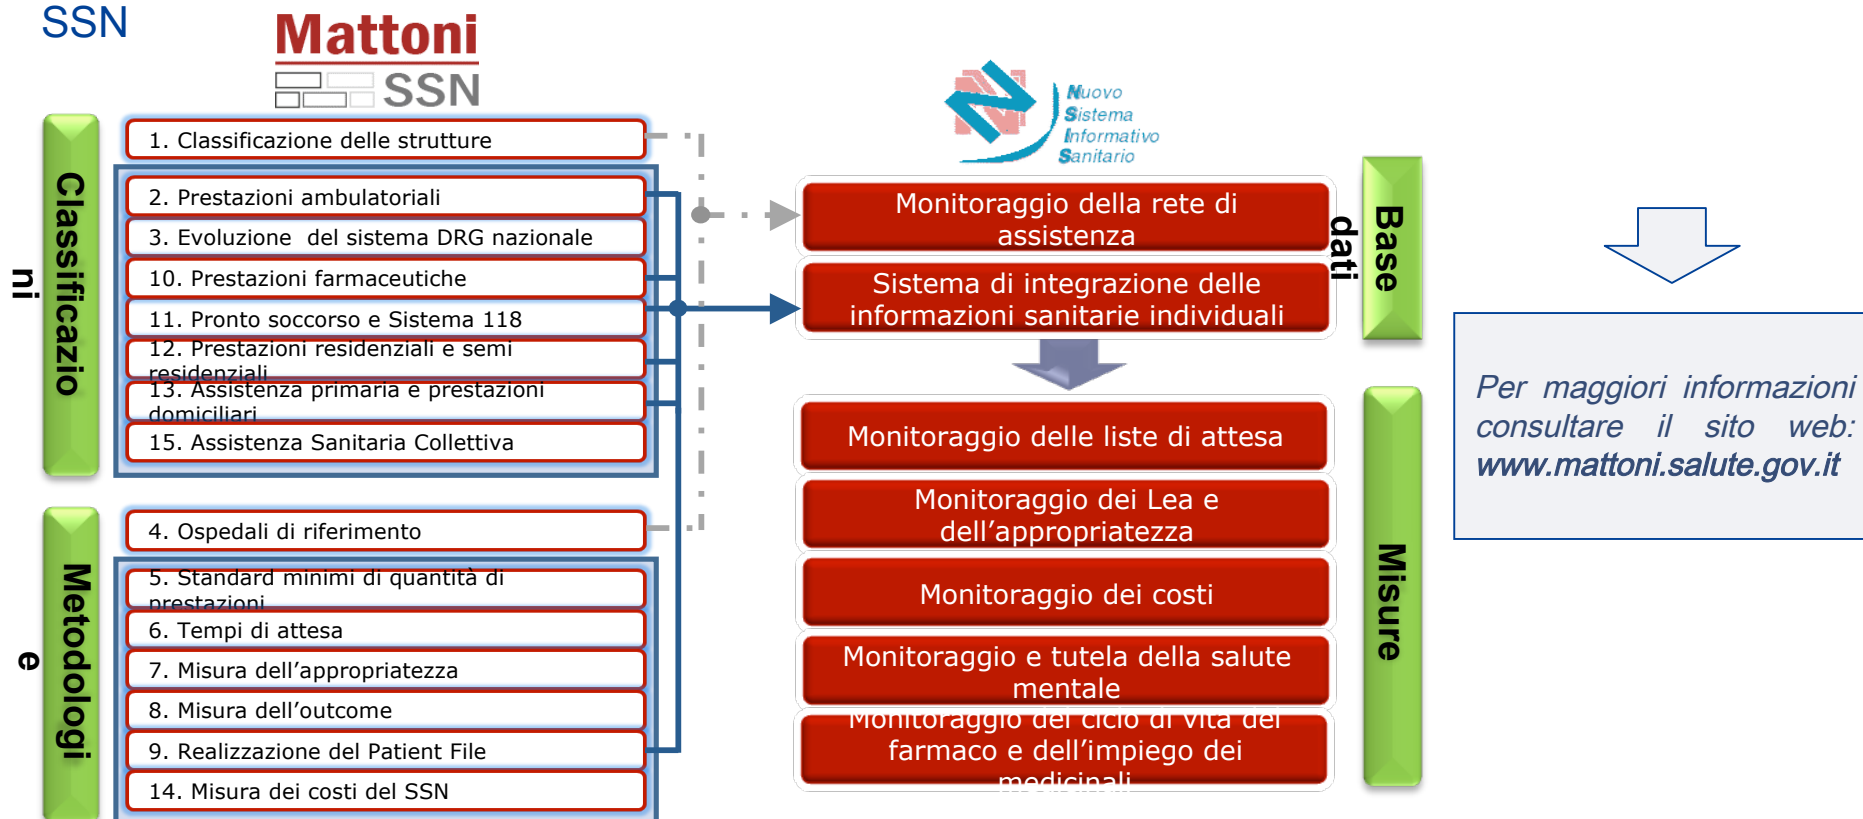 SSN
Mattoni
SSN
Nuovo
Sistema
Informativo
Sanitario
Classificazio
ni
1. Classificazione delle strutture
2. Prestazioni ambulatoriali
3. Evoluzione del sistema DRG nazionale
10. Prestazioni farmaceutiche
11. Pronto soccorso e Sistema 118
12. Prestazioni residenziali e semi
residenziali
13. Assistenza primaria e prestazioni
domiciliari
15. Assistenza Sanitaria Collettiva
Metodologi
e
4. Ospedali di riferimento
5. Standard minimi di quantità di
prestazioni
6. Tempi di attesa
7. Misura dell’appropriatezza
8. Misura dell’outcome
9. Realizzazione del Patient File
14. Misura dei costi del SSN
Monitoraggio della rete di
assistenza
Sistema di integrazione delle
informazioni sanitarie individuali
Base
dati
Monitoraggio delle liste di attesa
Monitoraggio dei Lea e
dell’appropriatezza
Monitoraggio dei costi
Monitoraggio e tutela della salute
mentale
Monitoraggio del ciclo di vita del
farmaco e dell’impiego dei
medicinali
Misure
Per maggiori informazioni
consultare il sito web:
www.mattoni.salute.gov.it